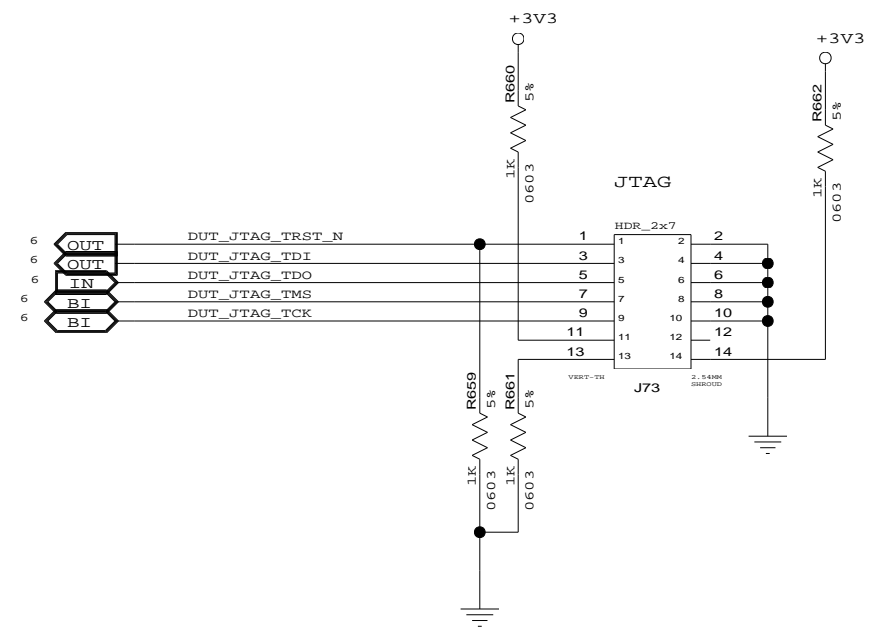 +3V3
+3V3
R660
5%
1K
0603
R662
5%
1K
0603
JTAG
HDR_2x7
6 OUT DUT_JTAG_TRST_N 1 1 2 2
6 OUT DUT_JTAG_TDI 3 3 4 4
6 IN DUT_JTAG_TDO 5 5 6 6
6 BI DUT_JTAG_TMS 7 7 8 8
6 BI DUT_JTAG_TCK 9 9 10 10
11 11 12 12
13 13 14 14
VERT-TH
J73
2.54MM
SHROUD
R659
5%
1K
0603
R661
5%
1K
0603